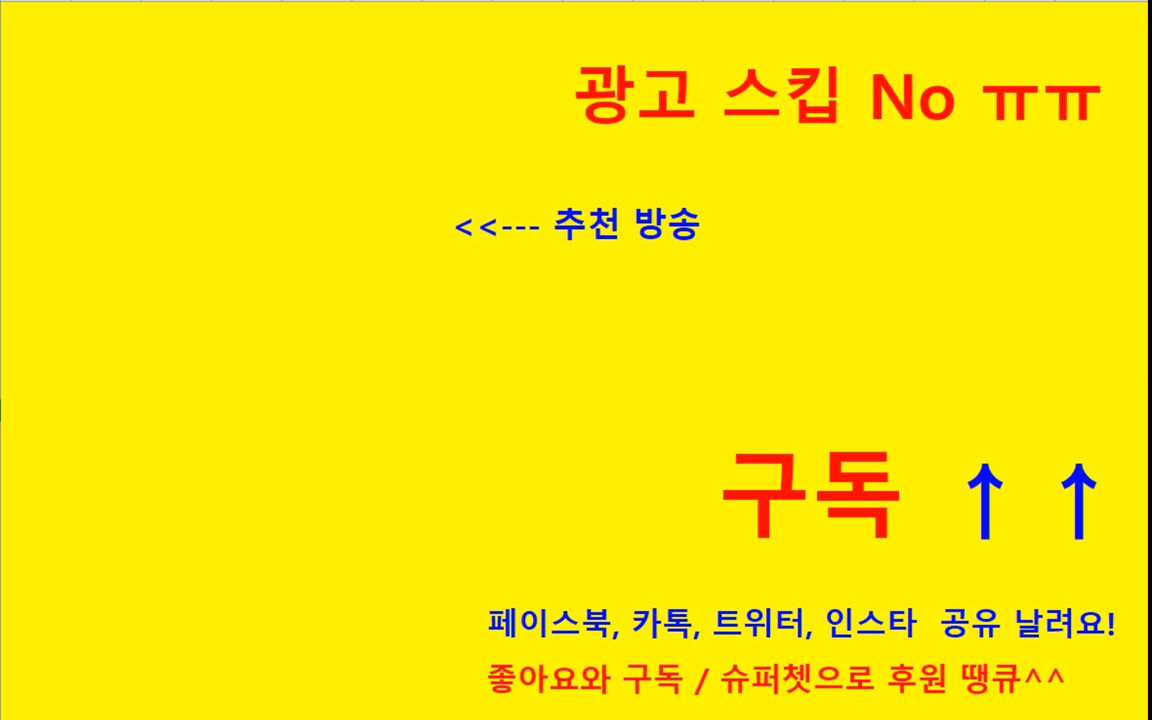 광고 스킵 No ㅠㅠ
<<--- 추천 방송
구독 ↑ ↑
페이스북, 카톡, 트위터, 인스타 공유 날려요!
좋아요와 구독 / 슈퍼쳇으로 후원 땡큐^^